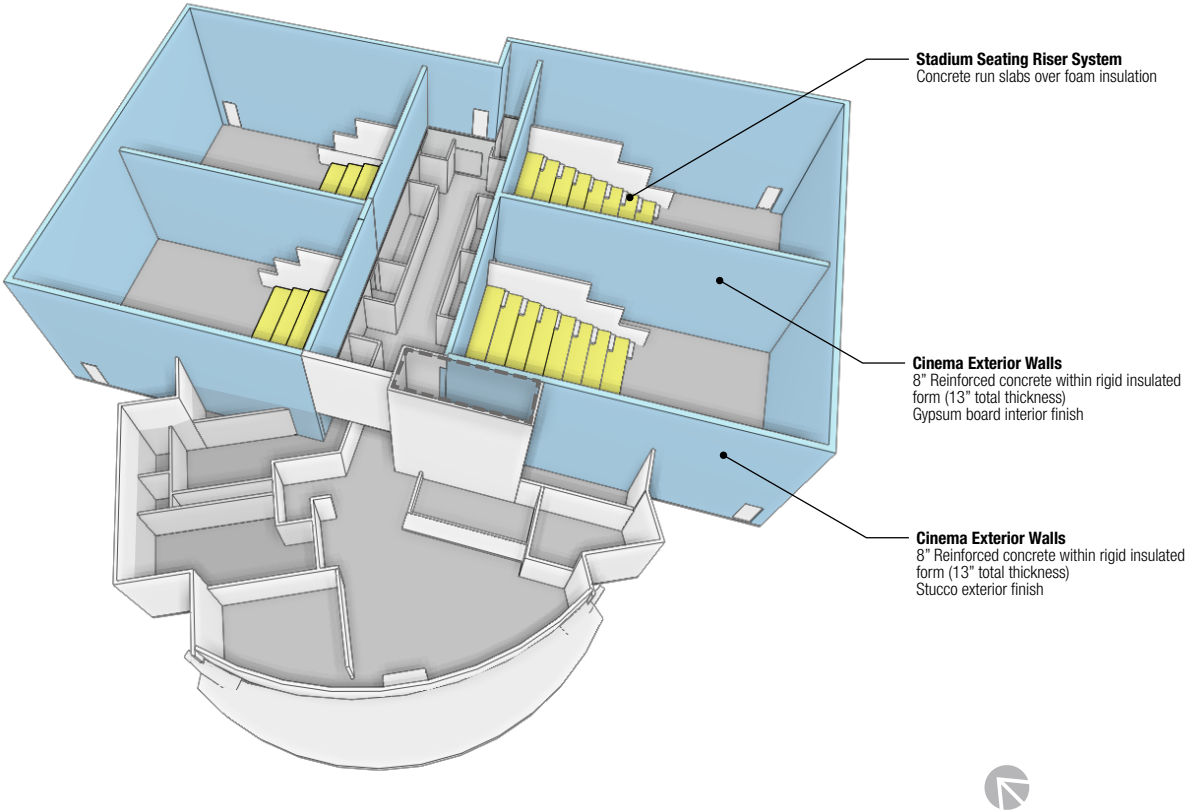 Stadium Seating Riser System
Concrete run slabs over foam insulation
Cinema Exterior Walls
8" Reinforced concrete within rigid insulated
form (13" total thickness)
Gypsum board interior finish
Cinema Exterior Walls
8" Reinforced concrete within rigid insulated
form (13" total thickness)
Stucco exterior finish